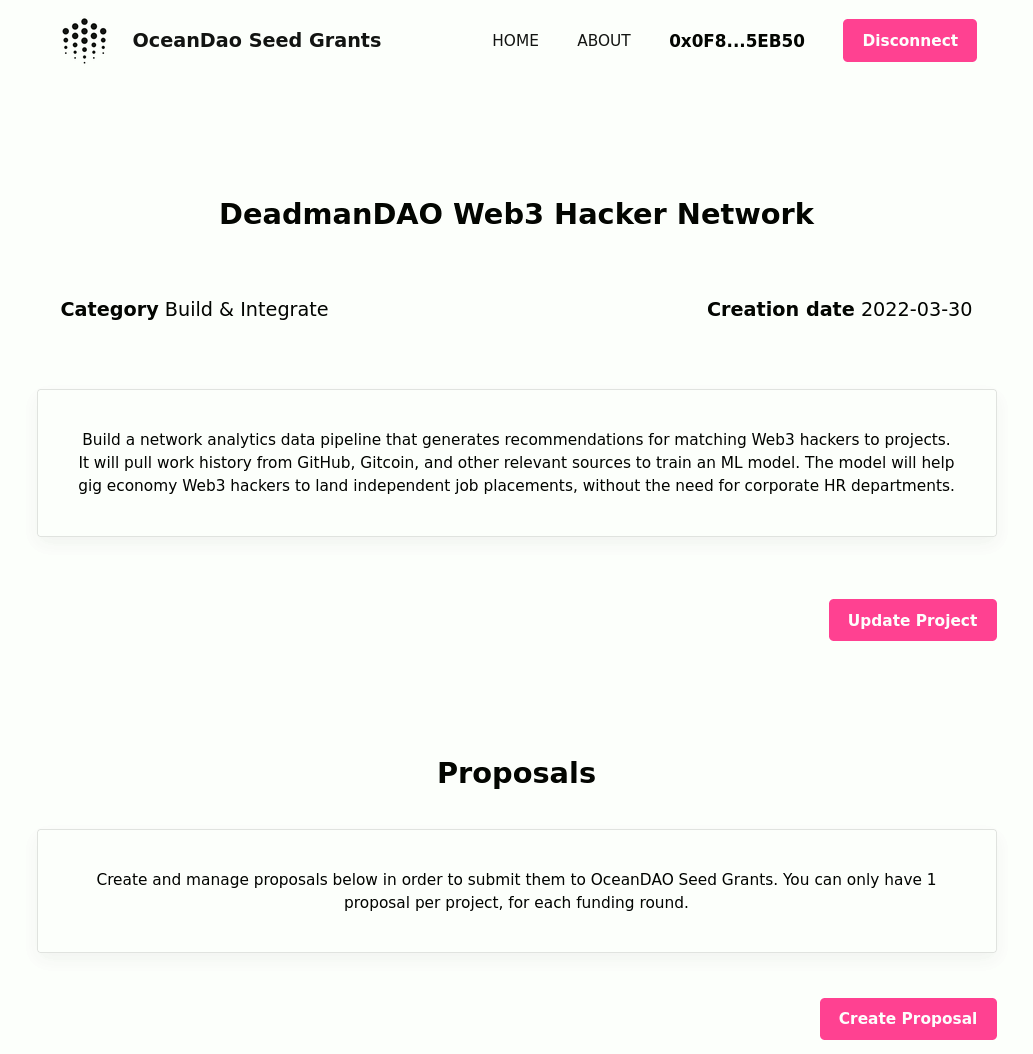 OceanDao Seed Grants
HOME
ABOUT
0x0F8...5EB50
Disconnect
DeadmanDAO Web3 Hacker Network
Category Build & Integrate
Creation date 2022-03-30
Build a network analytics data pipeline that generates recommendations for matching Web3 hackers to projects.
It will pull work history from GitHub, Gitcoin, and other relevant sources to train an ML model. The model will help
gig economy Web3 hackers to land independent job placements, without the need for corporate HR departments.
Update Project
Proposals
Create and manage proposals below in order to submit them to OceanDAO Seed Grants. You can only have 1
proposal per project, for each funding round.
Create Proposal